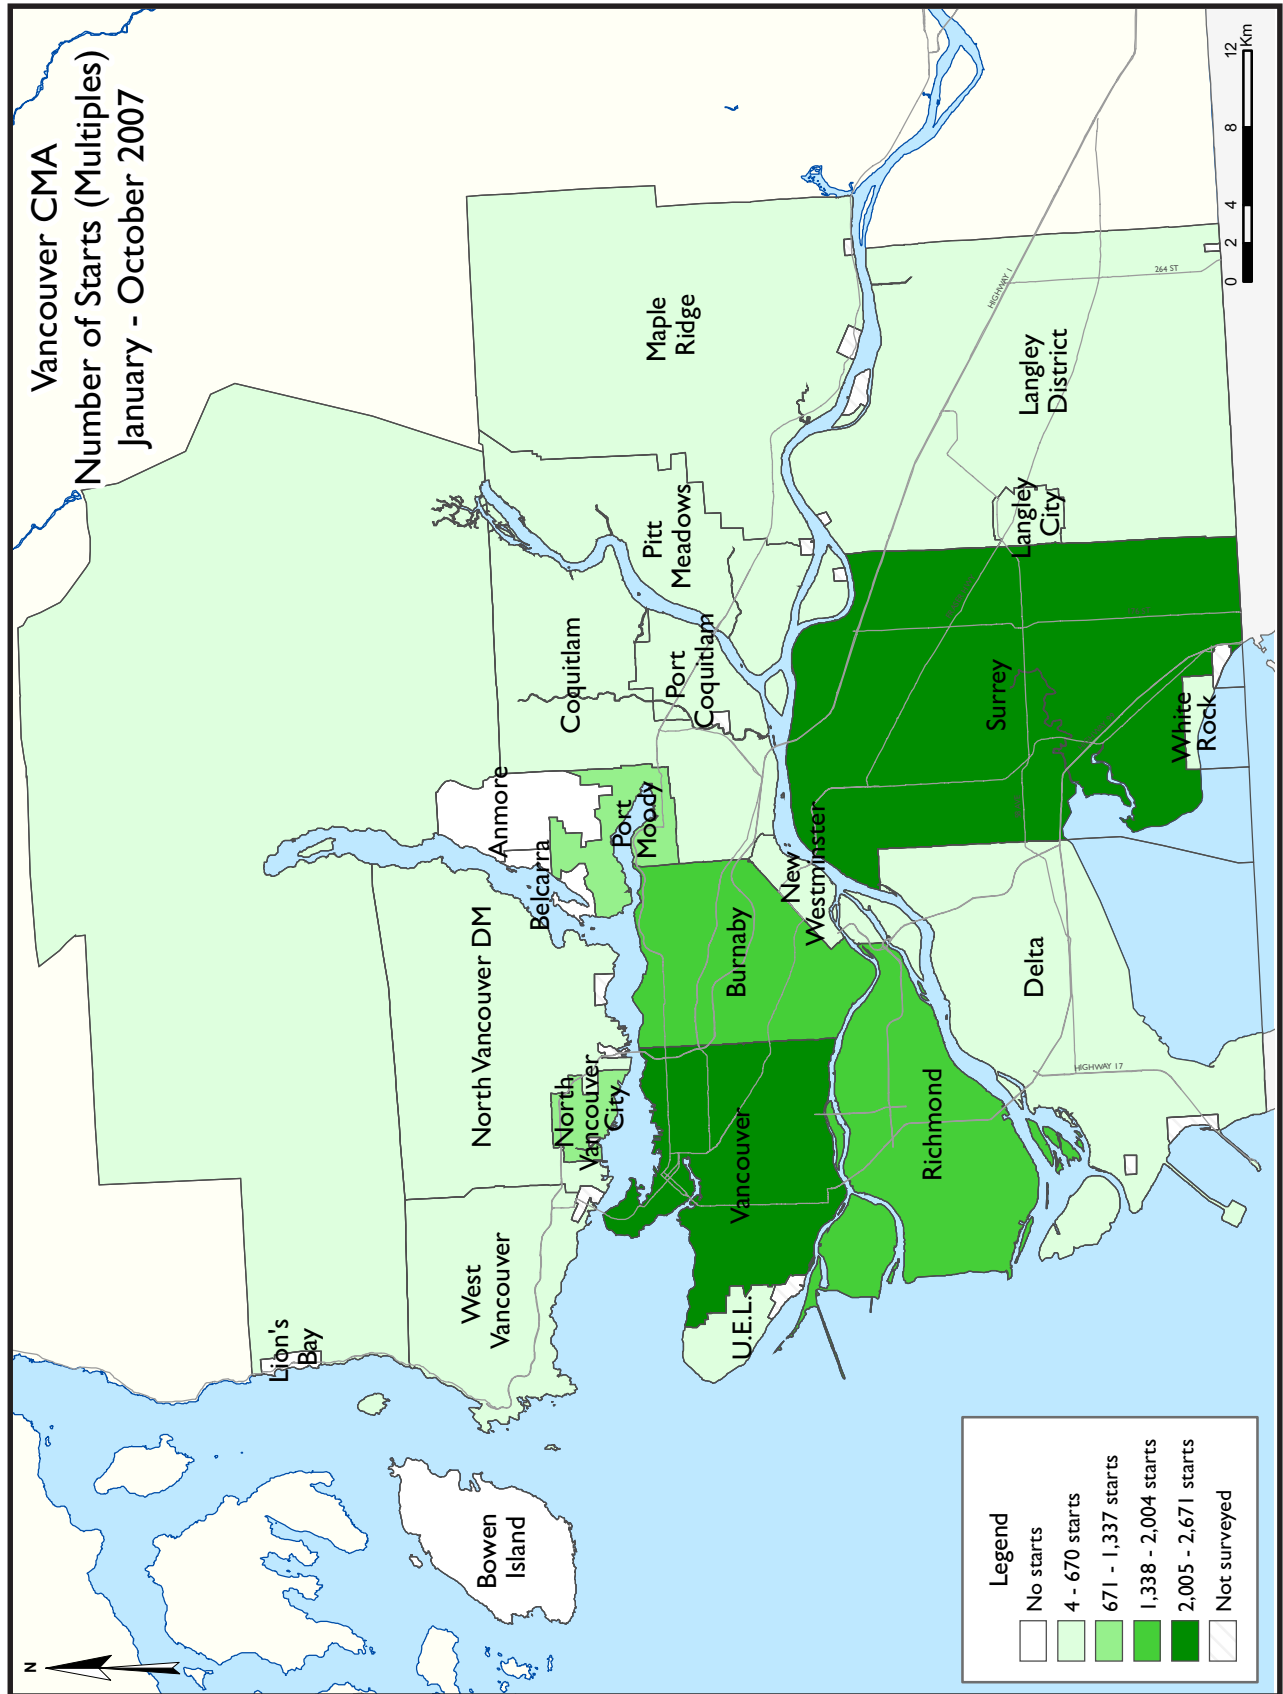 Vancouver CMA
Number of Starts (Multiples)
January - October 2007
N
Lion's
Bay
Bowen
Island
West
Vancouver
North Vancouver DM
North
Vancouver
City
Belcarra
Anmore
Port
Moody
Coquitlam
Port
Coquitlam
Pitt
Meadows
Maple
Ridge
U.E.L.
Vancouver
Burnaby
New
Westminster
Richmond
Delta
Surrey
White
Rock
Langley
City
Langley
District
HIGHWAY 1
264 ST
HIGHWAY 17
Legend
No starts
4 - 670 starts
671 - 1,337 starts
1,338 - 2,004 starts
2,005 - 2,671 starts
Not surveyed
0 2 4 8 12
Km